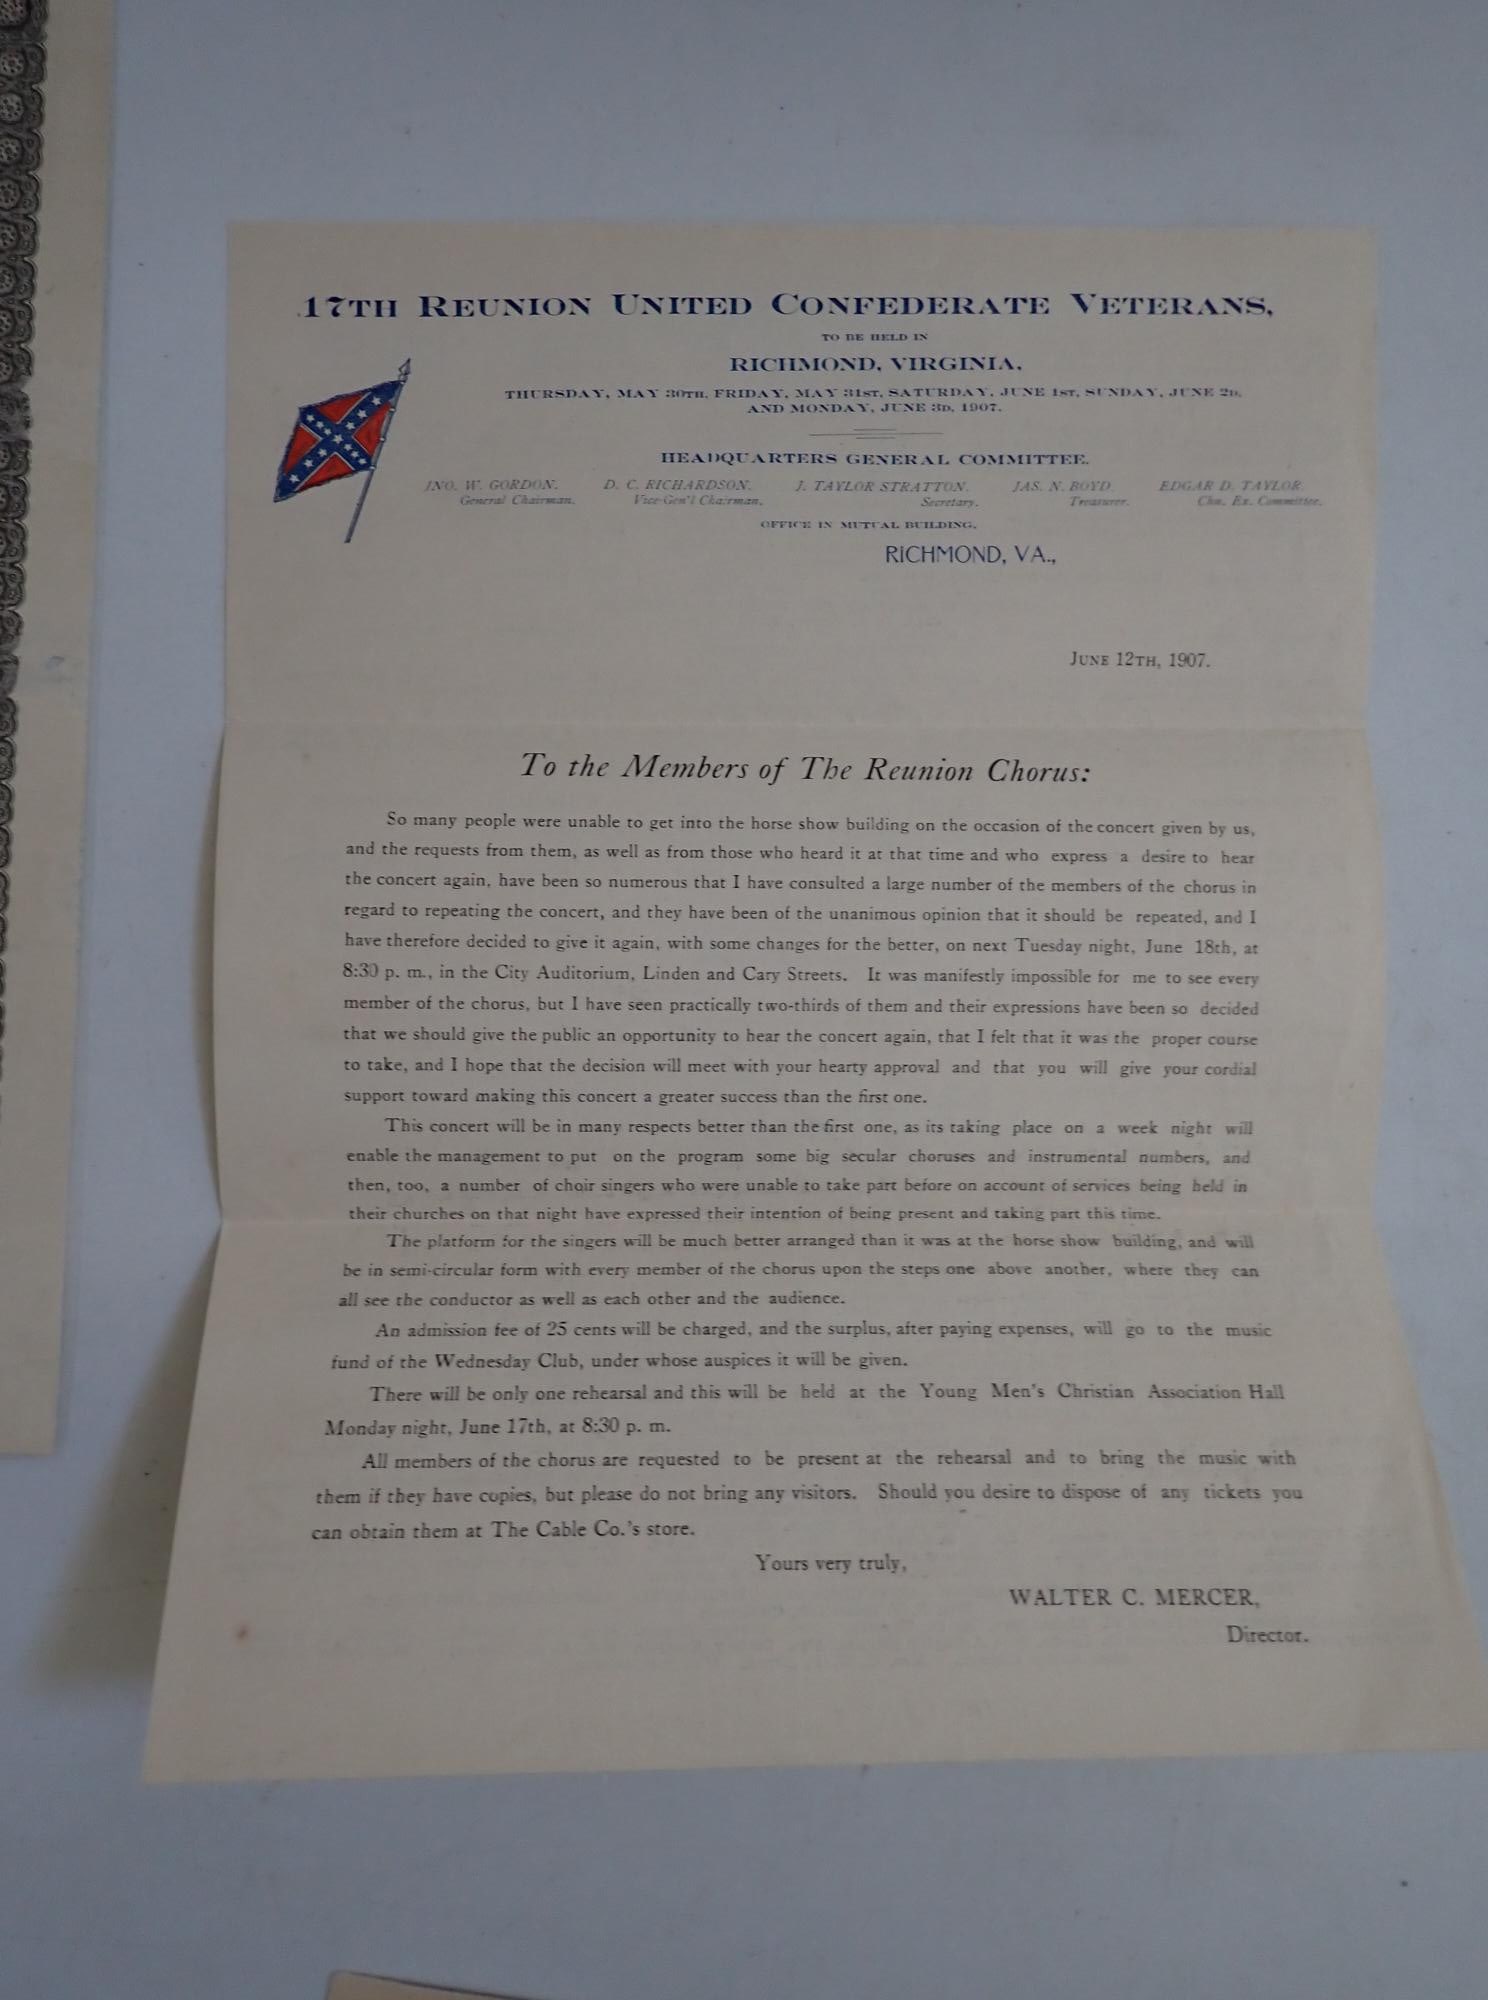 17TH REUNION UNITED CONFEDERATE VETERANS,
TO BE HELD IN
RICHMOND, VIRGINIA,
THURSDAY, MAY 30TH, FRIDAY, MAY 31ST, SATURDAY, JUNE 1ST, SUNDAY, JUNE 2D,
AND MONDAY, JUNE 3D, 1907.
HEADQUARTERS GENERAL COMMITTEE.
JNO. W. GORDON. D. C. RICHARDSON. J. TAYLOR STRATTON. JAS. N. BOYD. EDGAR D. TAYLOR.
General Chairman. Vice-Gen'l Chairman. Secretary. Treasurer. Chn. Ex. Committee.
OFFICE IN MUTUAL BUILDING.
RICHMOND, VA.,
JUNE 12TH, 1907.
To the Members of The Reunion Chorus:
So many people were unable to get into the horse show building on the occasion of the concert given by us,
and the requests from them, as well as from those who heard it at that time and who express a desire to hear
the concert again, have been so numerous that I have consulted a large number of the members of the chorus in
regard to repeating the concert, and they have been of the unanimous opinion that it should be repeated, and I
have therefore decided to give it again, with some changes for the better, on next Tuesday night, June 18th, at
8:30 p. m., in the City Auditorium, Linden and Cary Streets. It was manifestly impossible for me to see every
member of the chorus, but I have seen practically two-thirds of them and their expressions have been so decided
that we should give the public an opportunity to hear the concert again, that I felt that it was the proper course
to take, and I hope that the decision will meet with your hearty approval and that you will give your cordial
support toward making this concert a greater success than the first one.
This concert will be in many respects better than the first one, as its taking place on a week night will
enable the management to put on the program some big secular choruses and instrumental numbers, and
then, too, a number of choir singers who were unable to take part before on account of services being held in
their churches on that night have expressed their intention of being present and taking part this time.
The platform for the singers will be much better arranged than it was at the horse show building, and will
be in semi-circular form with every member of the chorus upon the steps one above another, where they can
all see the conductor as well as each other and the audience.
An admission fee of 25 cents will be charged, and the surplus, after paying expenses, will go to the music
fund of the Wednesday Club, under whose auspices it will be given.
There will be only one rehearsal and this will be held at the Young Men's Christian Association Hall
Monday night, June 17th, at 8:30 p. m.
All members of the chorus are requested to be present at the rehearsal and to bring the music with
them if they have copies, but please do not bring any visitors. Should you desire to dispose of any tickets you
can obtain them at The Cable Co.'s store.
Yours very truly,
WALTER C. MERCER,
Director.